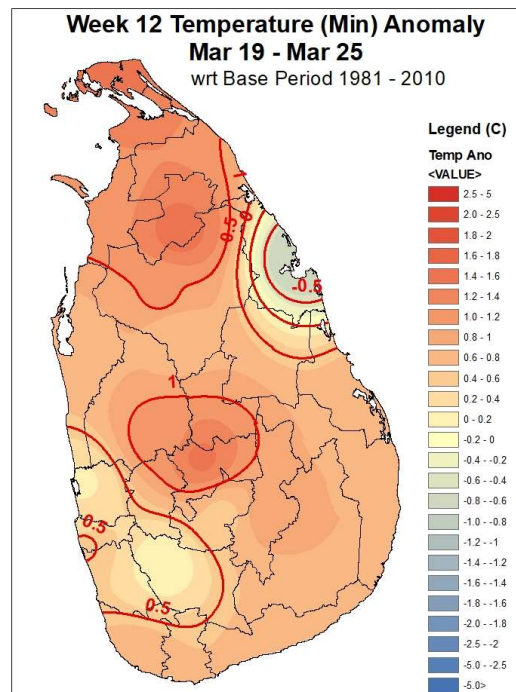 Week 12 Temperature (Min) Anomaly
Mar 19 - Mar 25
wrt Base Period 1981 - 2010
Legend (C)
Temp Ano
<VALUE>
2.5 - 5
2.0 - 2.5
1.8 - 2
1.6 - 1.8
1.4 - 1.6
1.2 - 1.4
1.0 - 1.2
0.8 - 1
0.6 - 0.8
0.4 - 0.6
0.2 - 0.4
0 - 0.2
-0.2 - 0
-0.4 - -0.2
-0.6 - -0.4
-0.8 - -0.6
-1.0 - -0.8
-1.2 - -1
-1.4 - -1.2
-1.6 - -1.4
-1.8 - -1.6
-2.0 - -1.8
-2.5 - -2
-5.0 - -2.5
-5.0>
1
0
0.5
-0.5
1
0.5
0.5